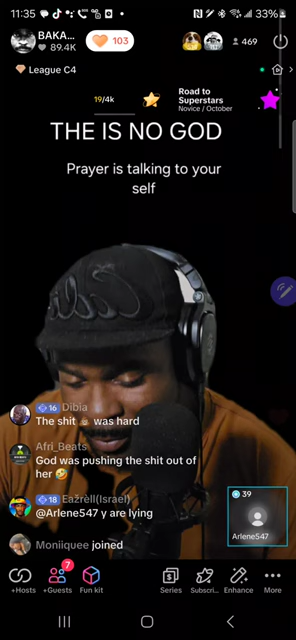 11:35
33%
BAKA...
89.4K
103
469
League C4
19/4k
Road to
Superstars
Novice / October
THE IS NO GOD
Prayer is talking to your
self
16 Dibia
The shit 💩 was hard
Afri_Beats
God was pushing the shit out of
her 🤣
18 Eažrèll(Israel)
@Arlene547 y are lying
Moniiquee joined
39
Arlene547
7
+Hosts
+Guests
Fun kit
Series
Subscri...
Enhance
More